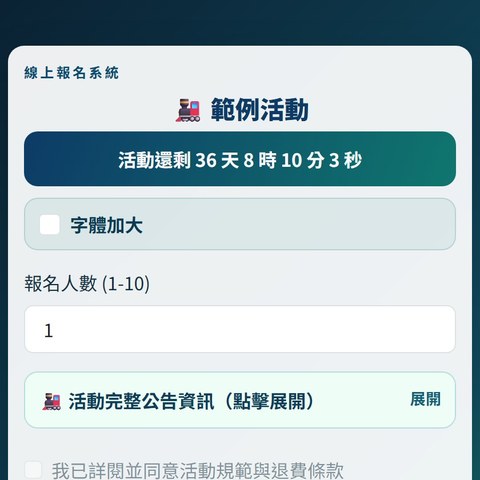 線上報名系統
🚂 範例活動
活動還剩 36 天 8 時 10 分 3 秒
字體加大
報名人數 (1-10)
1
🚂 活動完整公告資訊（點擊展開） 展開
我已詳閱並同意活動規範與退費條款